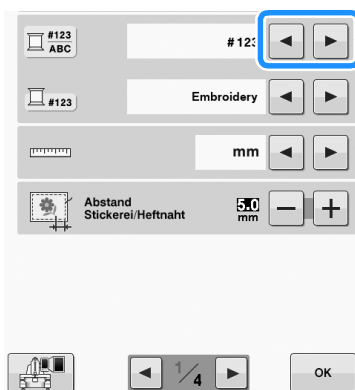 #123
ABC
#123
#123
Embroidery
mm
Abstand
Stickerei/Heftnaht
5.0
mm
1/4
OK